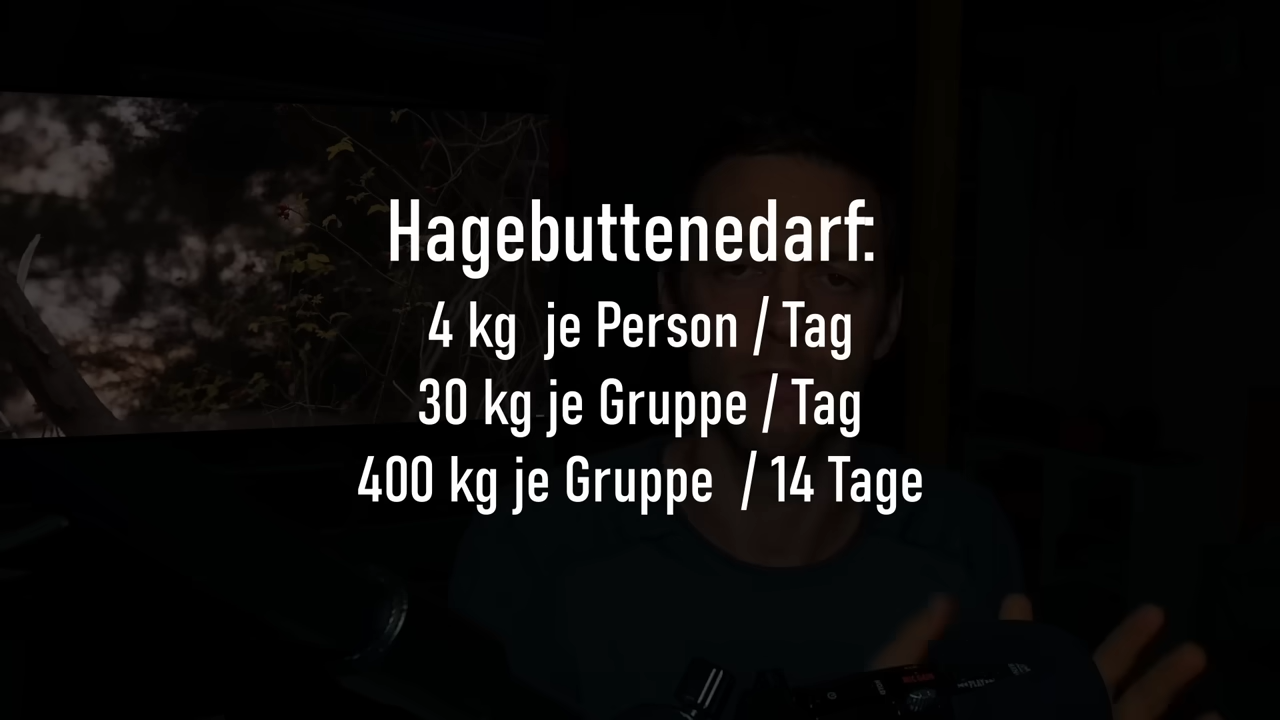 Hagebuttenedarf:
4 kg je Person / Tag
30 kg je Gruppe / Tag
400 kg je Gruppe / 14 Tage